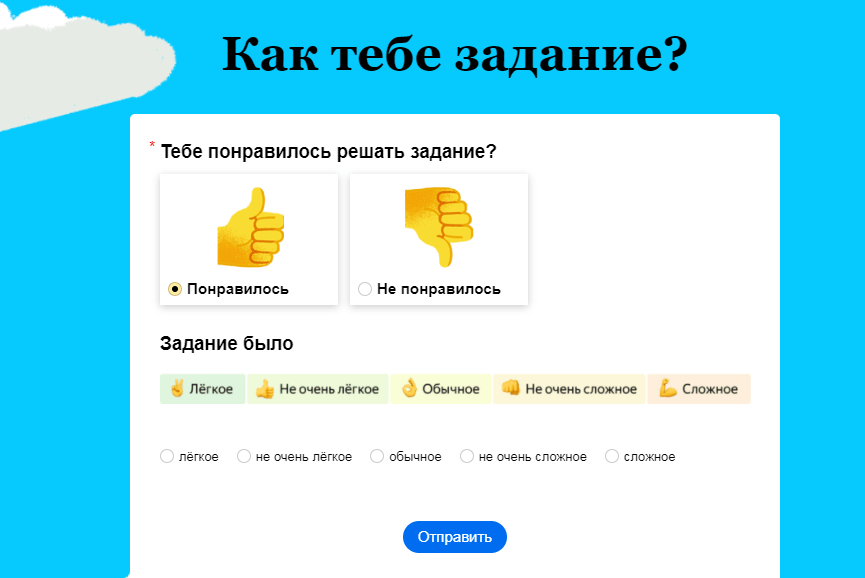 Как тебе задание?
* Тебе понравилось решать задание?
Понравилось Не понравилось
Задание было
Лёгкое Не очень лёгкое Обычное Не очень сложное Сложное
лёгкое не очень лёгкое обычное не очень сложное сложное
Отправить